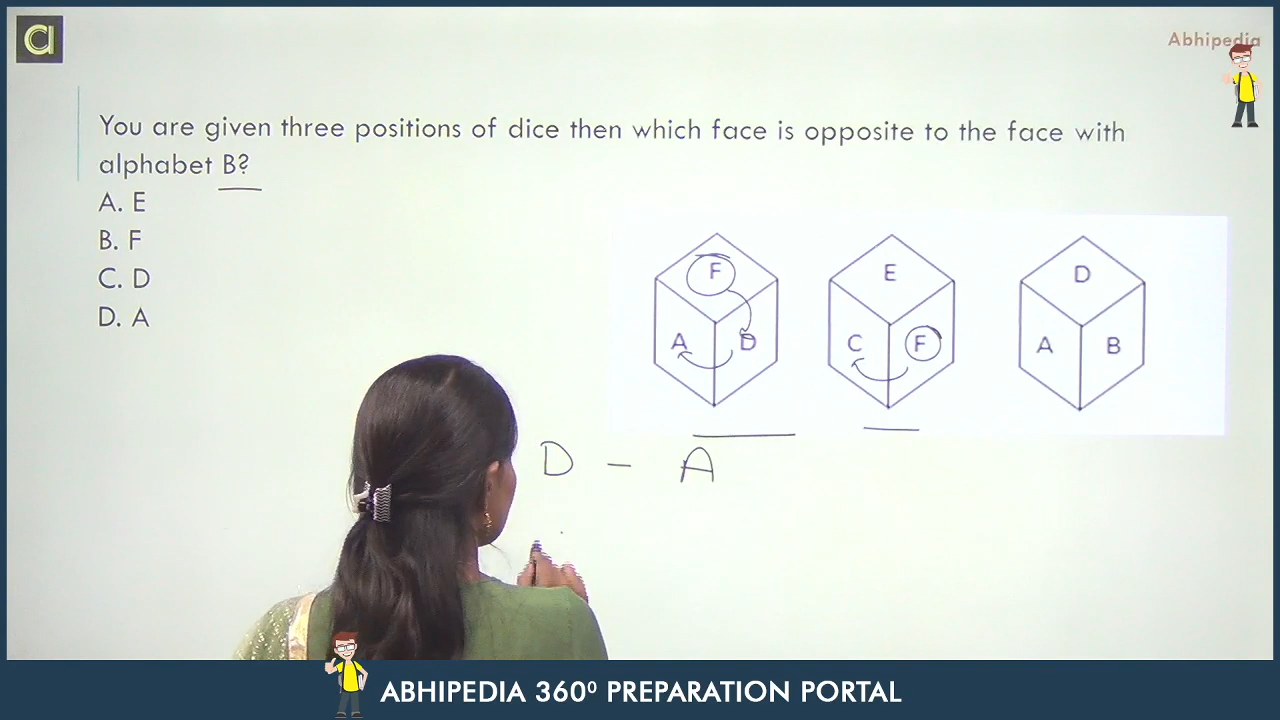 a
Abhipedia
You are given three positions of dice then which face is opposite to the face with
alphabet B?
A. E
B. F
C. D
D. A
F
A D
E
C F
D
A B
D – A
ABHIPEDIA 360⁰ PREPARATION PORTAL